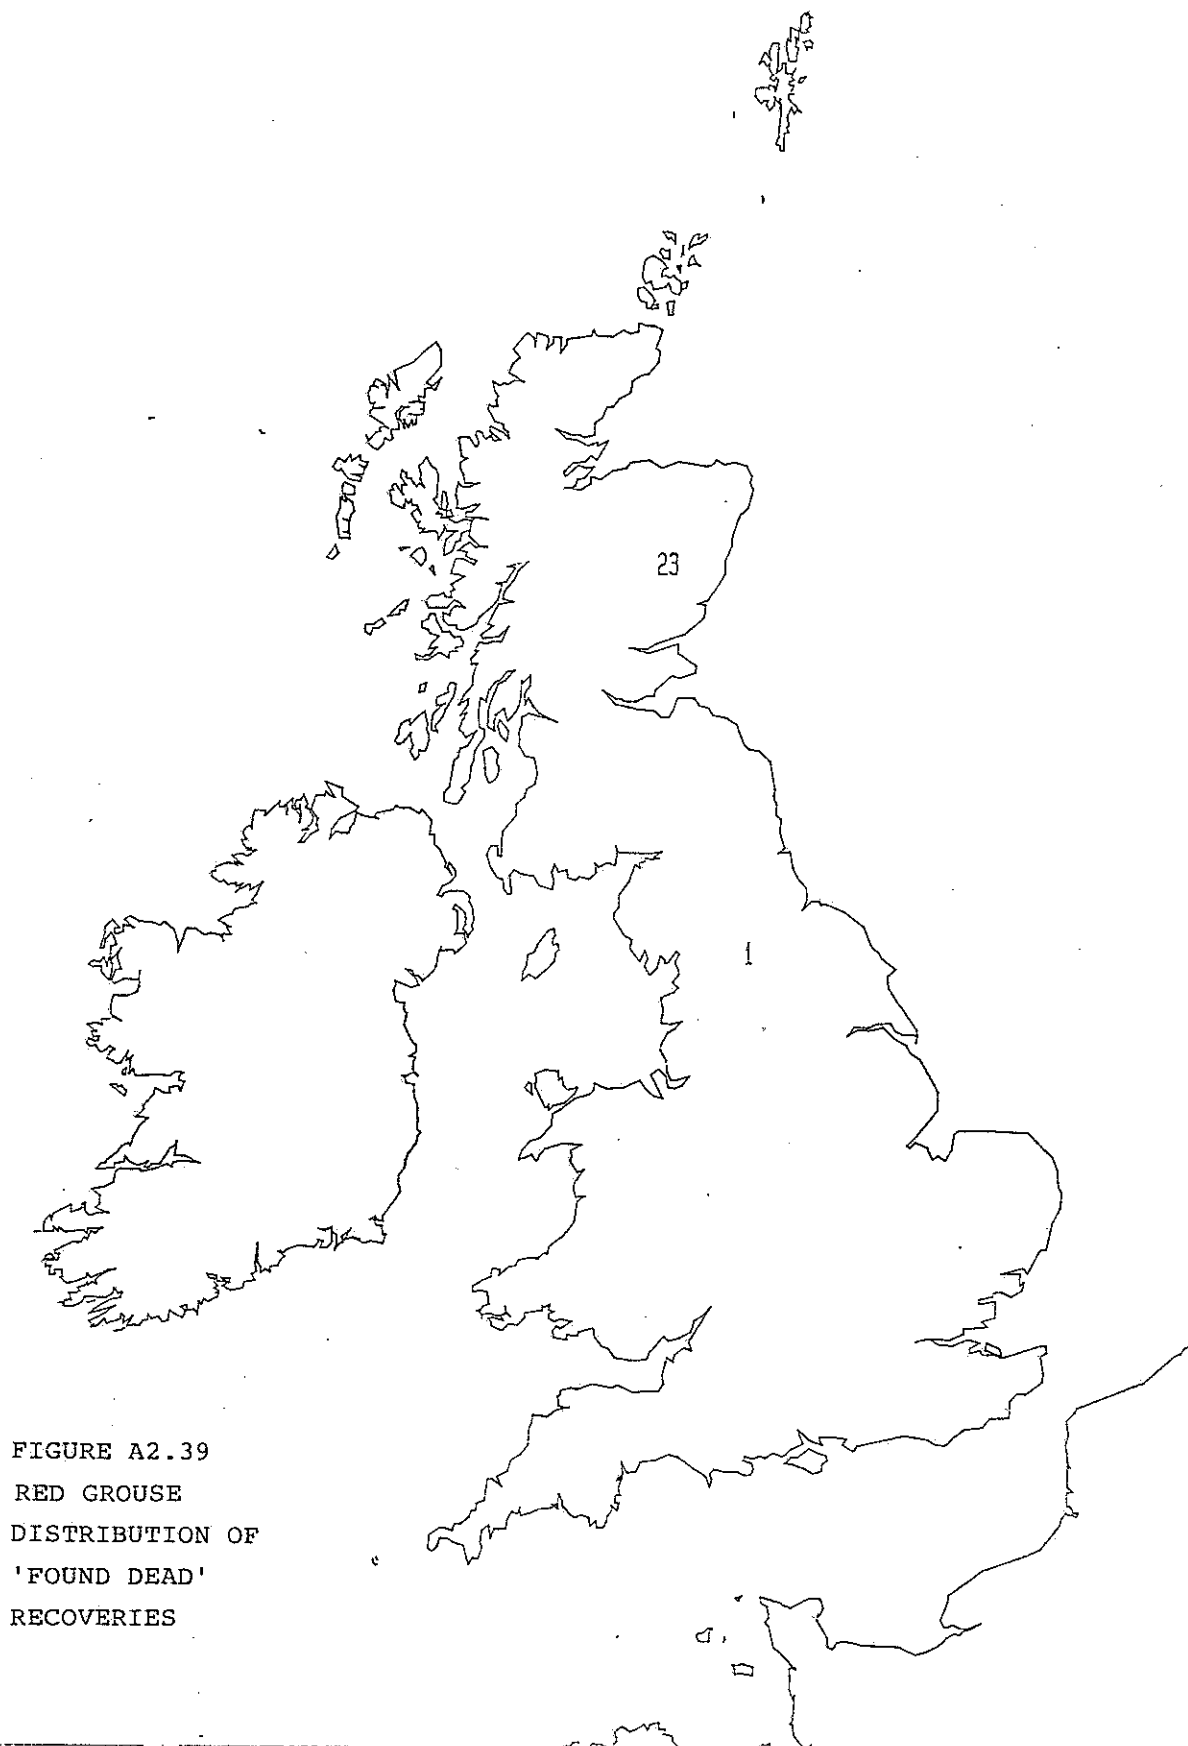 23
1
FIGURE A2.39
RED GROUSE
DISTRIBUTION OF
'FOUND DEAD'
RECOVERIES